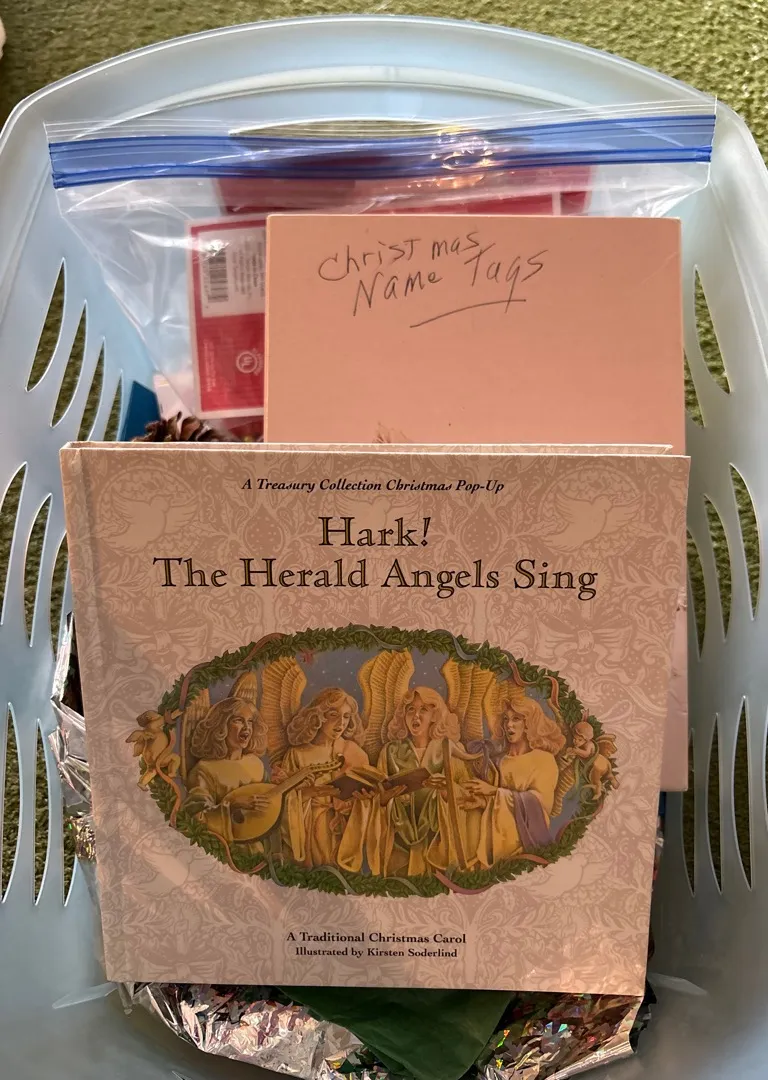 Christmas
Name Tags
A Treasury Collection Christmas Pop-Up
Hark!
The Herald Angels Sing
A Traditional Christmas Carol
Illustrated by Kirsten Soderlind